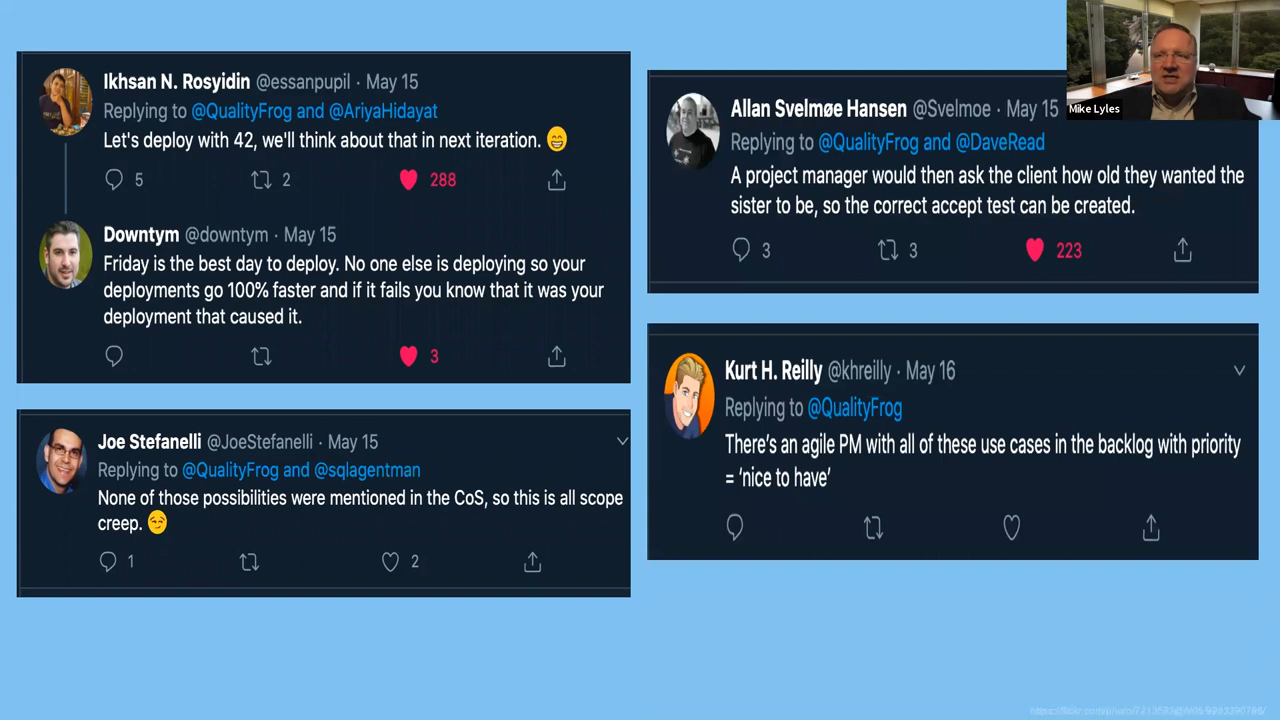 Ikhsan N. Rosyidin @essanpupil · May 15
Replying to @QualityFrog and @AriyaHidayat
Let's deploy with 42, we'll think about that in next iteration. 😁
5 2 288
Downtym @downtym · May 15
Friday is the best day to deploy. No one else is deploying so your
deployments go 100% faster and if it fails you know that it was your
deployment that caused it.
3
Joe Stefanelli @JoeStefanelli · May 15
Replying to @QualityFrog and @sqlagentman
None of those possibilities were mentioned in the CoS, so this is all scope
creep. 😏
1 2
Mike Lyles
Allan Svelmøe Hansen @Svelmoe · May 15
Replying to @QualityFrog and @DaveRead
A project manager would then ask the client how old they wanted the
sister to be, so the correct accept test can be created.
3 3 223
Kurt H. Reilly @khreilly · May 16
Replying to @QualityFrog
There's an agile PM with all of these use cases in the backlog with priority
= ‘nice to have’